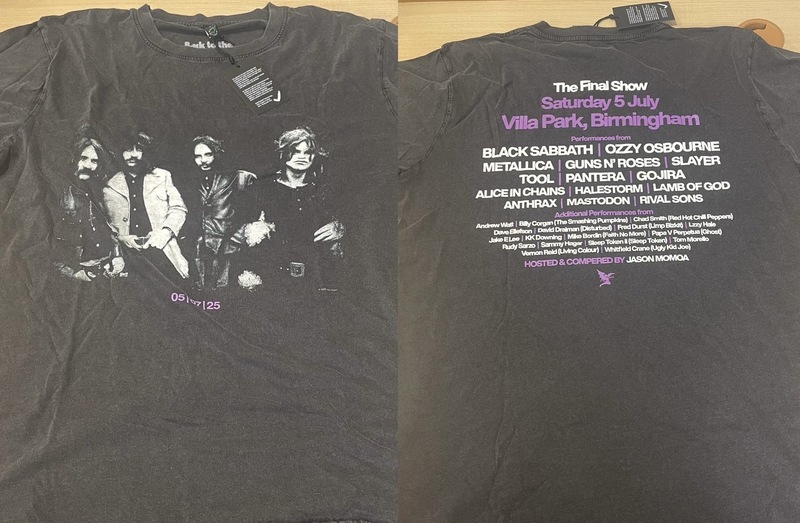 Back to the
05|07|25
The Final Show
Saturday 5 July
Villa Park, Birmingham
Performances from
BLACK SABBATH | OZZY OSBOURNE
METALLICA | GUNS N' ROSES | SLAYER
TOOL | PANTERA | GOJIRA
ALICE IN CHAINS | HALESTORM | LAMB OF GOD
ANTHRAX | MASTODON | RIVAL SONS
Additional Performances from
Andrew Watt | Billy Corgan (The Smashing Pumpkins) | Chad Smith (Red Hot Chili Peppers)
Dave Ellefson | David Draiman (Disturbed) | Fred Durst (Limp Bizkit) | Lzzy Hale
Jake E Lee | KK Downing | Mike Bordin (Faith No More) | Papa V Perpetua (Ghost)
Rudy Sarzo | Sammy Hagar | Sleep Token ii (Sleep Token) | Tom Morello
Vernon Reid (Living Colour) | Whitfield Crane (Ugly Kid Joe)
HOSTED & COMPERED BY JASON MOMOA